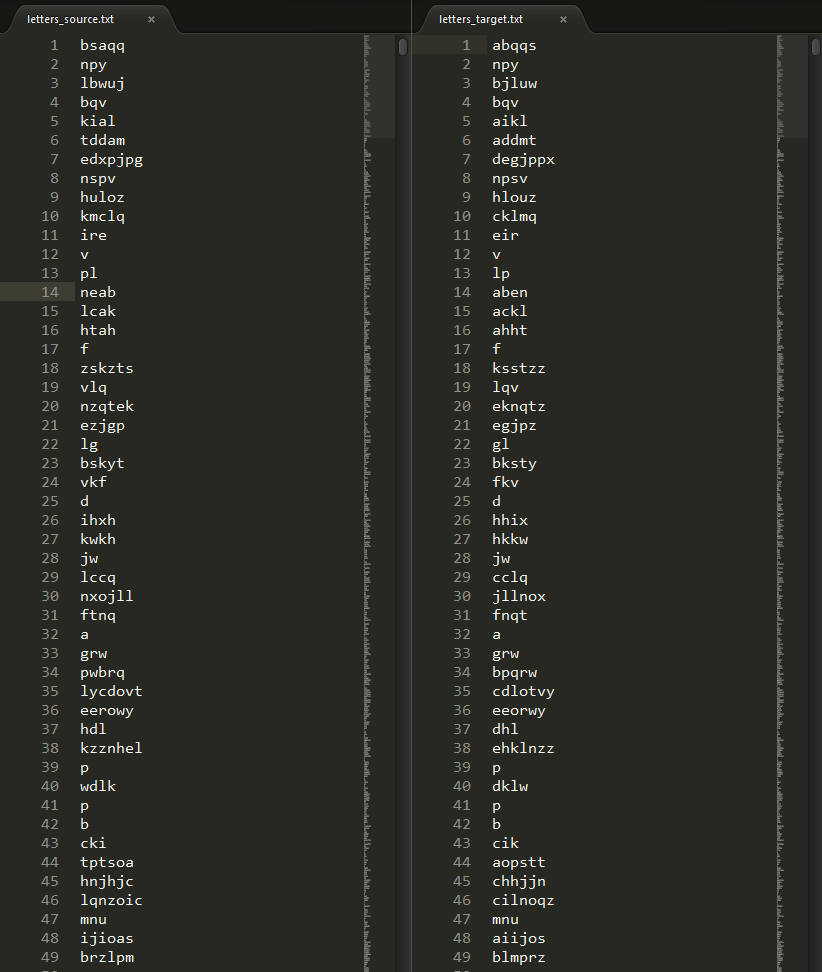 letters_source.txt ×
1 bsaqq
2 npy
3 lbwuj
4 bqv
5 kial
6 tddam
7 edxpjpg
8 nspv
9 huloz
10 kmclq
11 ire
12 v
13 pl
14 neab
15 lcak
16 htah
17 f
18 zskzts
19 vlq
20 nzqtek
21 ezjgp
22 lg
23 bskyt
24 vkf
25 d
26 ihxh
27 kwkh
28 jw
29 lccq
30 nxojll
31 ftnq
32 a
33 grw
34 pwbrq
35 lycdovt
36 eerowy
37 hdl
38 kzznhel
39 p
40 wdlk
41 p
42 b
43 cki
44 tptsoa
45 hnjhjc
46 lqnzoic
47 mnu
48 ijioas
49 brzlpm
letters_target.txt ×
1 abqqs
2 npy
3 bjluw
4 bqv
5 aikl
6 addmt
7 degjppx
8 npsv
9 hlouz
10 cklmq
11 eir
12 v
13 lp
14 aben
15 ackl
16 ahht
17 f
18 ksstzz
19 lqv
20 eknqtz
21 egjpz
22 gl
23 bksty
24 fkv
25 d
26 hhix
27 hkkw
28 jw
29 cclq
30 jllnox
31 fnqt
32 a
33 grw
34 bpqrw
35 cdlotvy
36 eeorwy
37 dhl
38 ehklnzz
39 p
40 dklw
41 p
42 b
43 cik
44 aopstt
45 chhjjn
46 cilnoqz
47 mnu
48 aiijos
49 blmprz